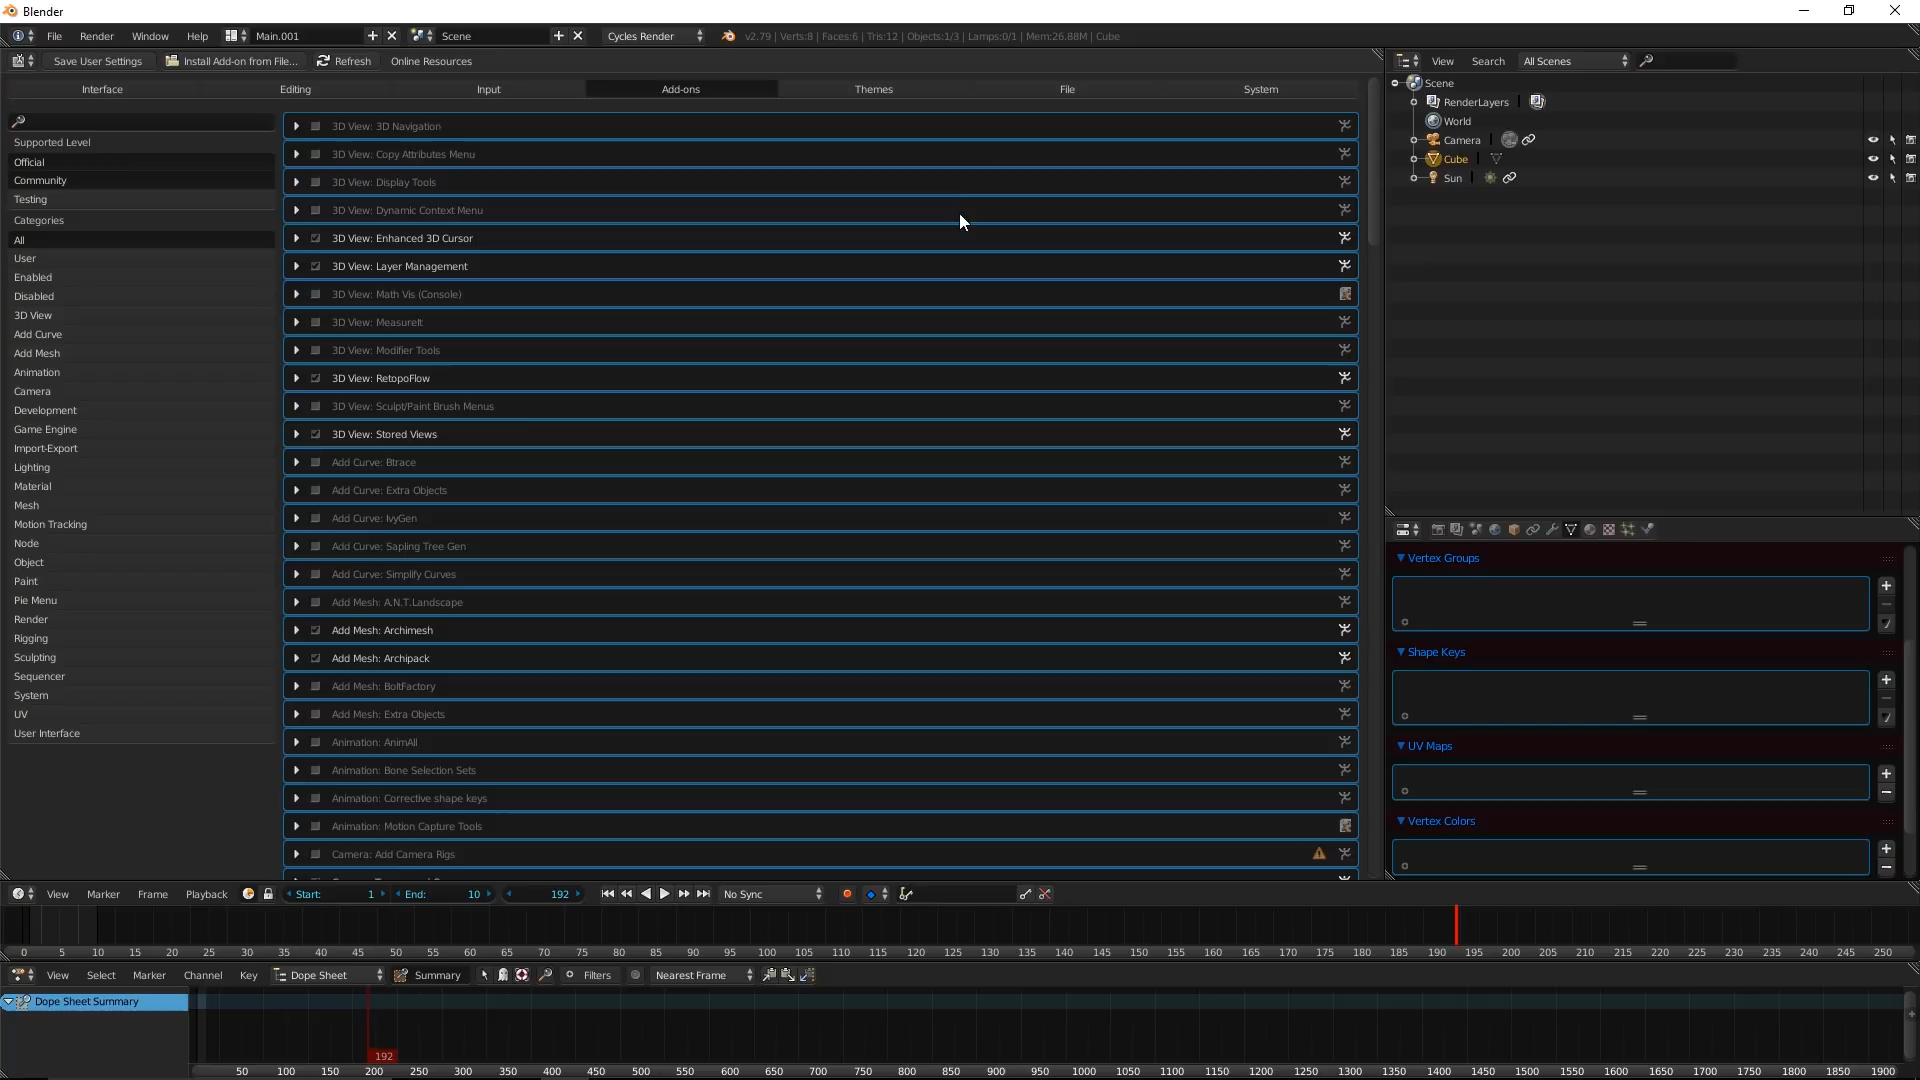 Blender
File Render Window Help Main.001 Scene Cycles Render v2.79 | Verts:8 | Faces:6 | Tris:12 | Objects:1/3 | Lamps:0/1 | Mem:26.88M | Cube
Save User Settings Install Add-on from File... Refresh Online Resources
Interface Editing Input Add-ons Themes File System
Supported Level
Official
Community
Testing
Categories
All
User
Enabled
Disabled
3D View
Add Curve
Add Mesh
Animation
Camera
Development
Game Engine
Import-Export
Lighting
Material
Mesh
Motion Tracking
Node
Object
Paint
Pie Menu
Render
Rigging
Sculpting
Sequencer
System
UV
User Interface
3D View: 3D Navigation
3D View: Copy Attributes Menu
3D View: Display Tools
3D View: Dynamic Context Menu
3D View: Enhanced 3D Cursor
3D View: Layer Management
3D View: Math Vis (Console)
3D View: MeasureIt
3D View: Modifier Tools
3D View: RetopoFlow
3D View: Sculpt/Paint Brush Menus
3D View: Stored Views
Add Curve: Btrace
Add Curve: Extra Objects
Add Curve: IvyGen
Add Curve: Sapling Tree Gen
Add Curve: Simplify Curves
Add Mesh: A.N.T.Landscape
Add Mesh: Archimesh
Add Mesh: Archipack
Add Mesh: BoltFactory
Add Mesh: Extra Objects
Animation: AnimAll
Animation: Bone Selection Sets
Animation: Corrective shape keys
Animation: Motion Capture Tools
Camera: Add Camera Rigs
View Search All Scenes
Scene
RenderLayers
World
Camera
Cube
Sun
Vertex Groups
Shape Keys
UV Maps
Vertex Colors
View Marker Frame Playback Start: 1 End: 10 192 No Sync
0 5 10 15 20 25 30 35 40 45 50 55 60 65 70 75 80 85 90 95 100 105 110 115 120 125 130 135 140 145 150 155 160 165 170 175 180 185 190 195 200 205 210 215 220 225 230 235 240 245 250
View Select Marker Channel Key Dope Sheet Summary Filters Nearest Frame
Dope Sheet Summary
192
50 100 150 200 250 300 350 400 450 500 550 600 650 700 750 800 850 900 950 1000 1050 1100 1150 1200 1250 1300 1350 1400 1450 1500 1550 1600 1650 1700 1750 1800 1850 1900